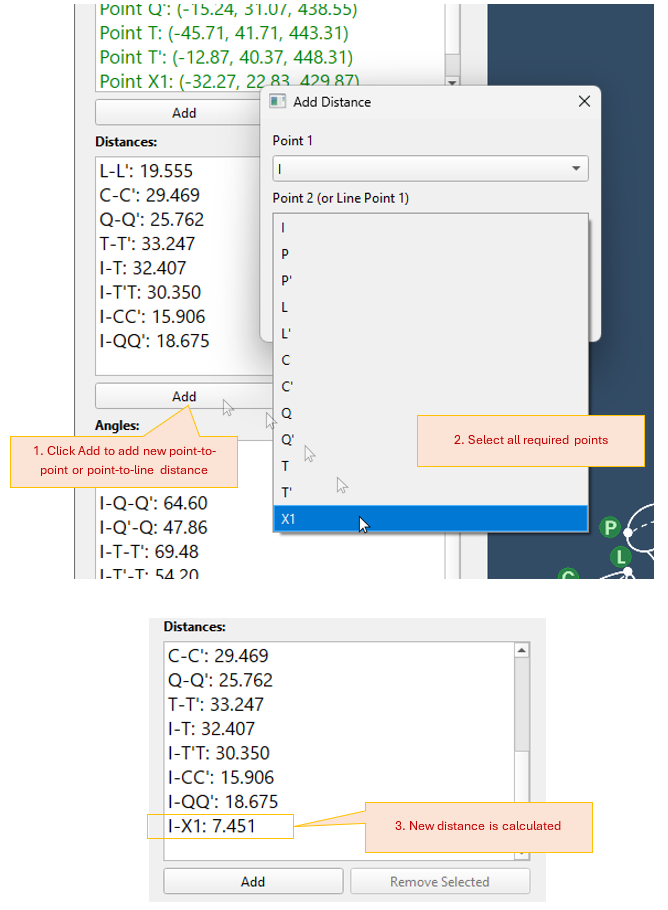 Point Q': (-15.24, 31.07, 438.55)
Point T: (-45.71, 41.71, 443.31)
Point T': (-12.87, 40.37, 448.31)
Point X1: (-32.27, 22.83, 429.87)
Add
Distances:
L-L': 19.555
C-C': 29.469
Q-Q': 25.762
T-T': 33.247
I-T: 32.407
I-T'T: 30.350
I-CC': 15.906
I-QQ': 18.675
Add
Angles:
1. Click Add to add new point-to-
point or point-to-line distance
I-Q-Q': 64.60
I-Q'-Q: 47.86
I-T-T': 69.48
I-T'-T: 54.20
Add Distance
Point 1
I
Point 2 (or Line Point 1)
I
P
P'
L
L'
C
C'
Q
Q'
T
T'
X1
2. Select all required points
P
L
C
Distances:
C-C': 29.469
Q-Q': 25.762
T-T': 33.247
I-T: 32.407
I-T'T: 30.350
I-CC': 15.906
I-QQ': 18.675
I-X1: 7.451
3. New distance is calculated
Add
Remove Selected